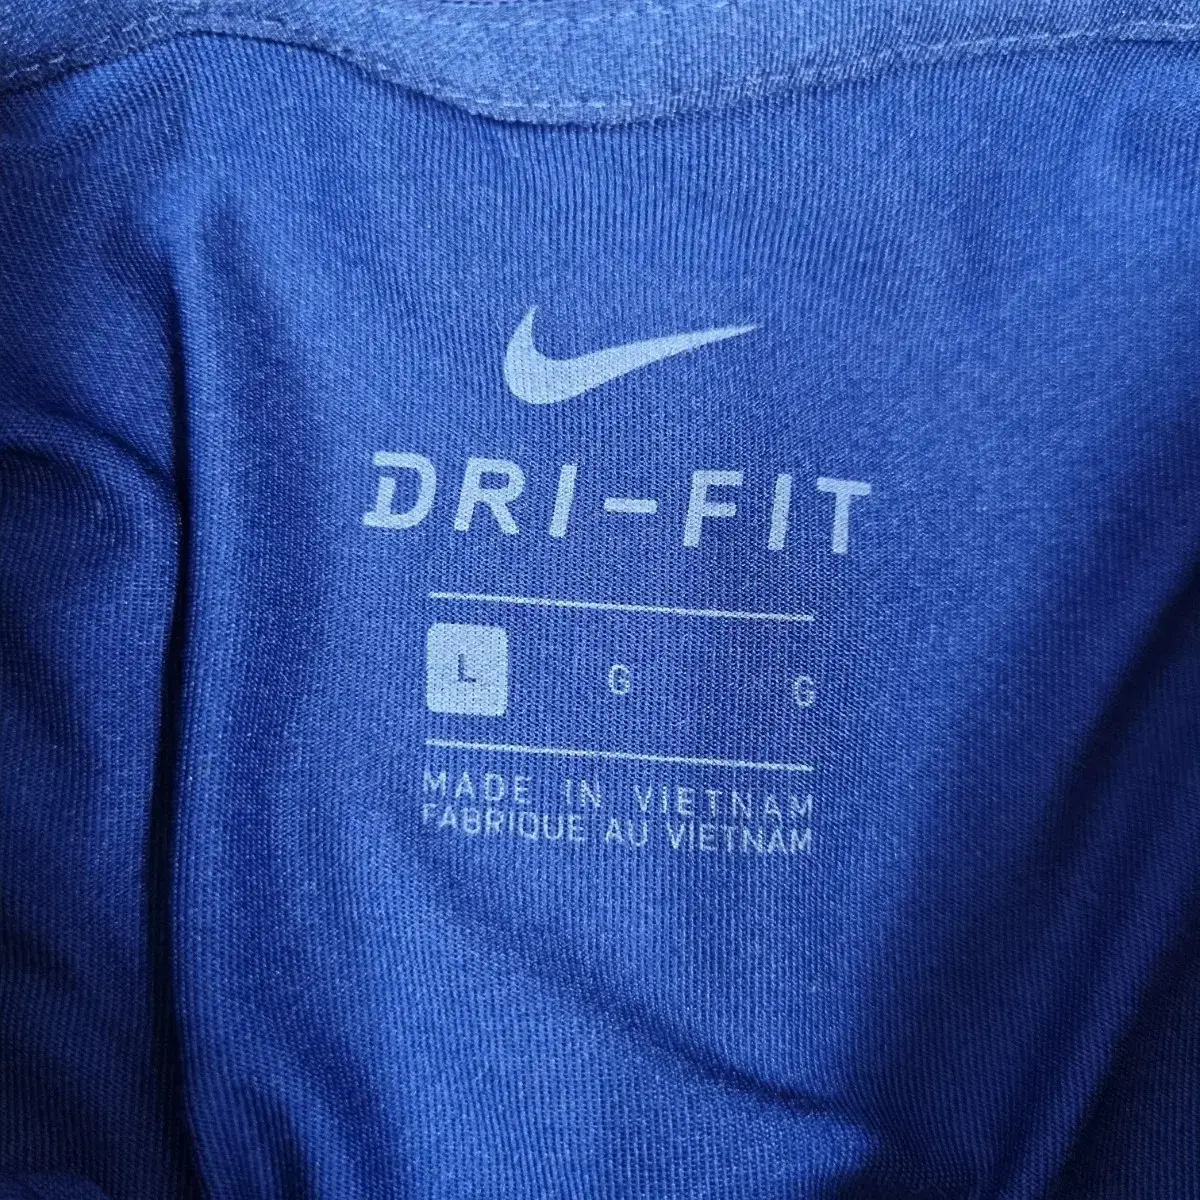 DRI-FIT
L G G
MADE IN VIETNAM
FABRIQUE AU VIETNAM